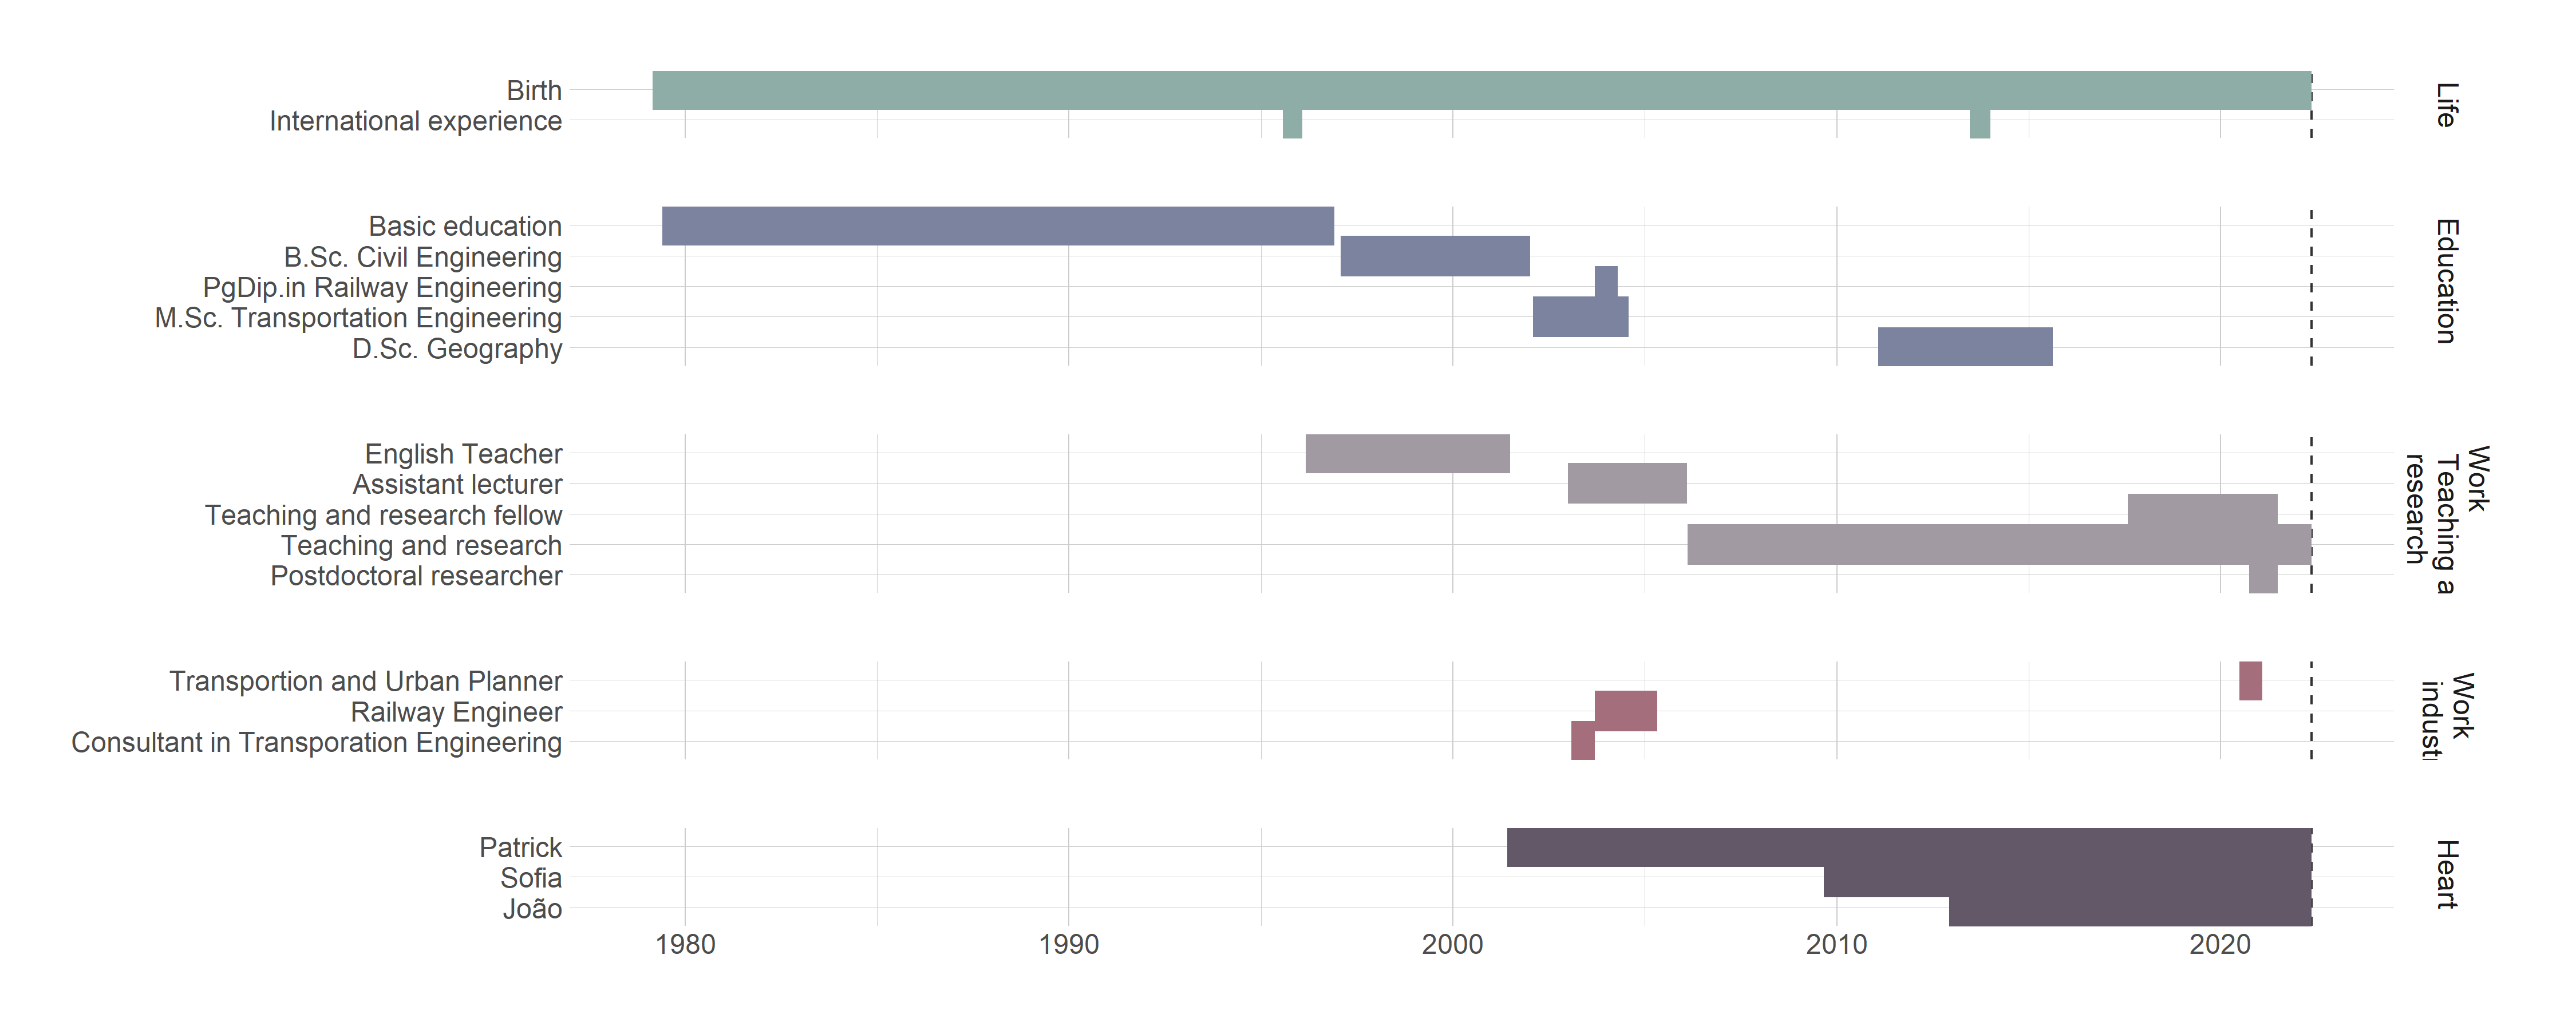 Birth
International experience
Life
Basic education
B.Sc. Civil Engineering
PgDip.in Railway Engineering
M.Sc. Transportation Engineering
D.Sc. Geography
Education
English Teacher
Assistant lecturer
Teaching and research fellow
Teaching and research
Postdoctoral researcher
Work
Teaching a
research
Transportion and Urban Planner
Railway Engineer
Consultant in Transporation Engineering
Work
Patrick
Sofia
João
Heart
1980 1990 2000 2010 2020